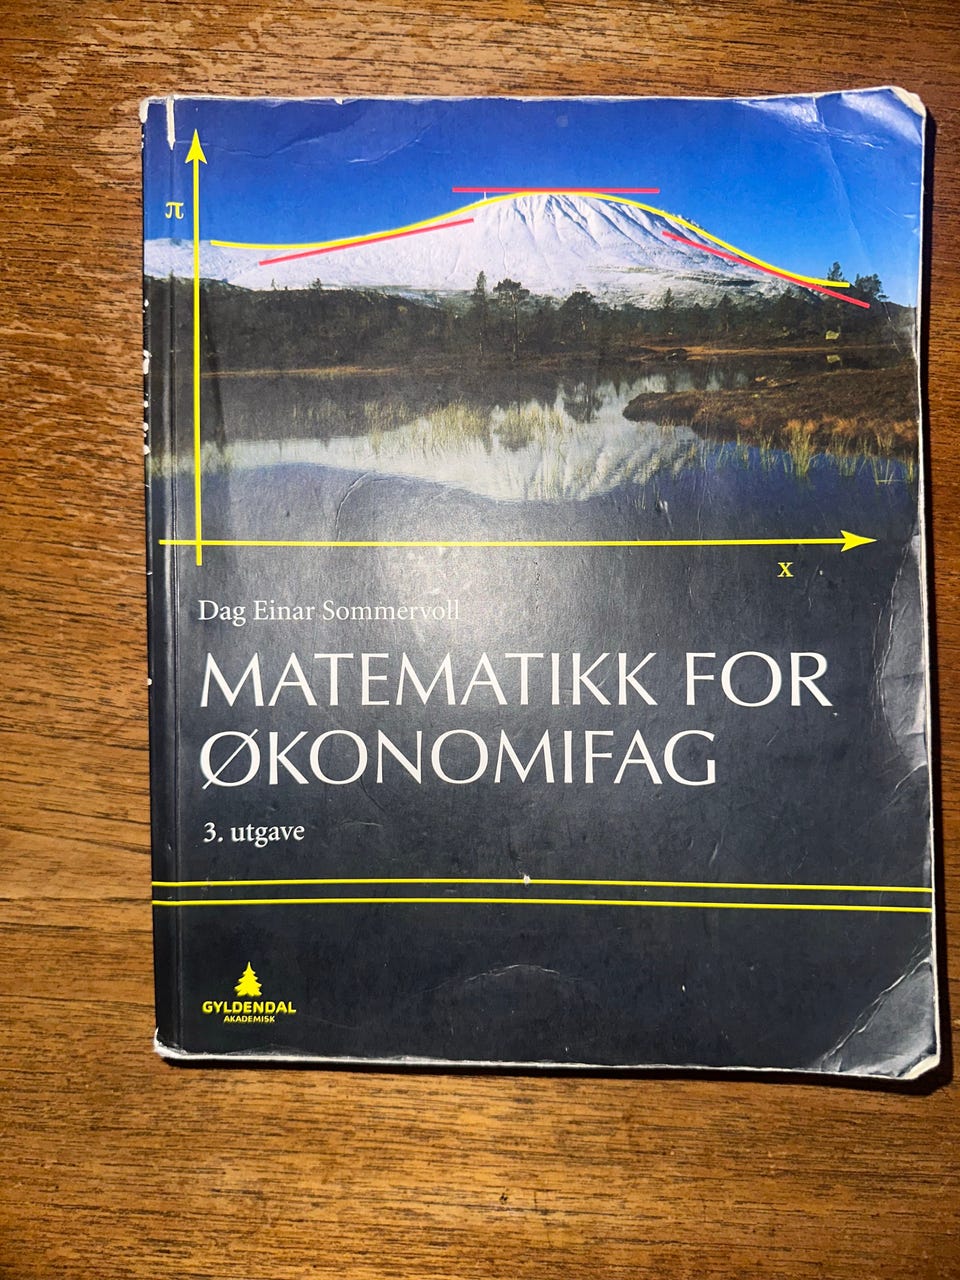 π
x
Dag Einar Sommervoll
MATEMATIKK FOR
ØKONOMIFAG
3. utgave
GYLDENDAL
AKADEMISK